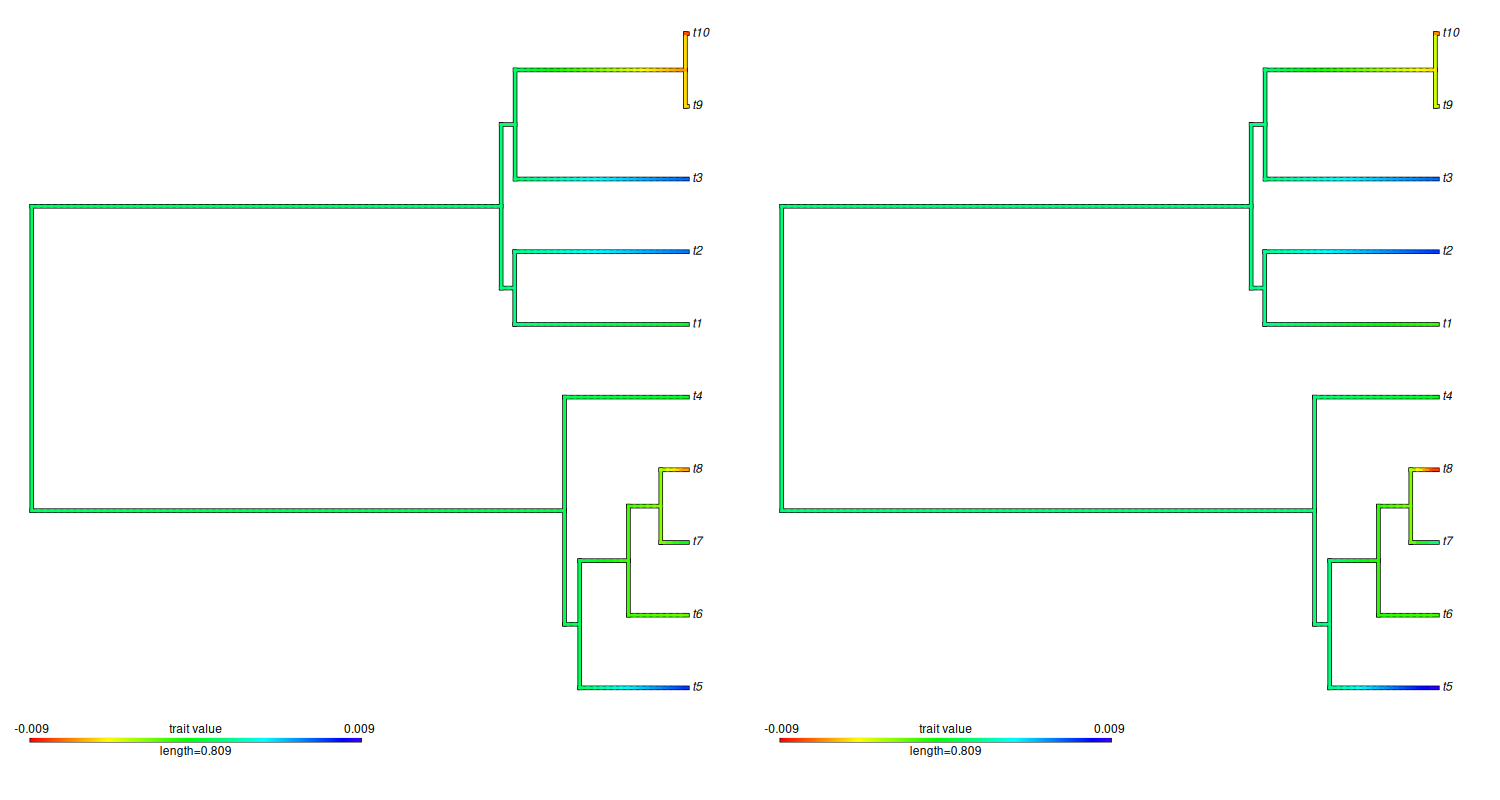 t10
t9
t3
t2
t1
t4
t8
t7
t6
t5
-0.009 trait value 0.009
length=0.809
t10
t9
t3
t2
t1
t4
t8
t7
t6
t5
-0.009 trait value 0.009
length=0.809